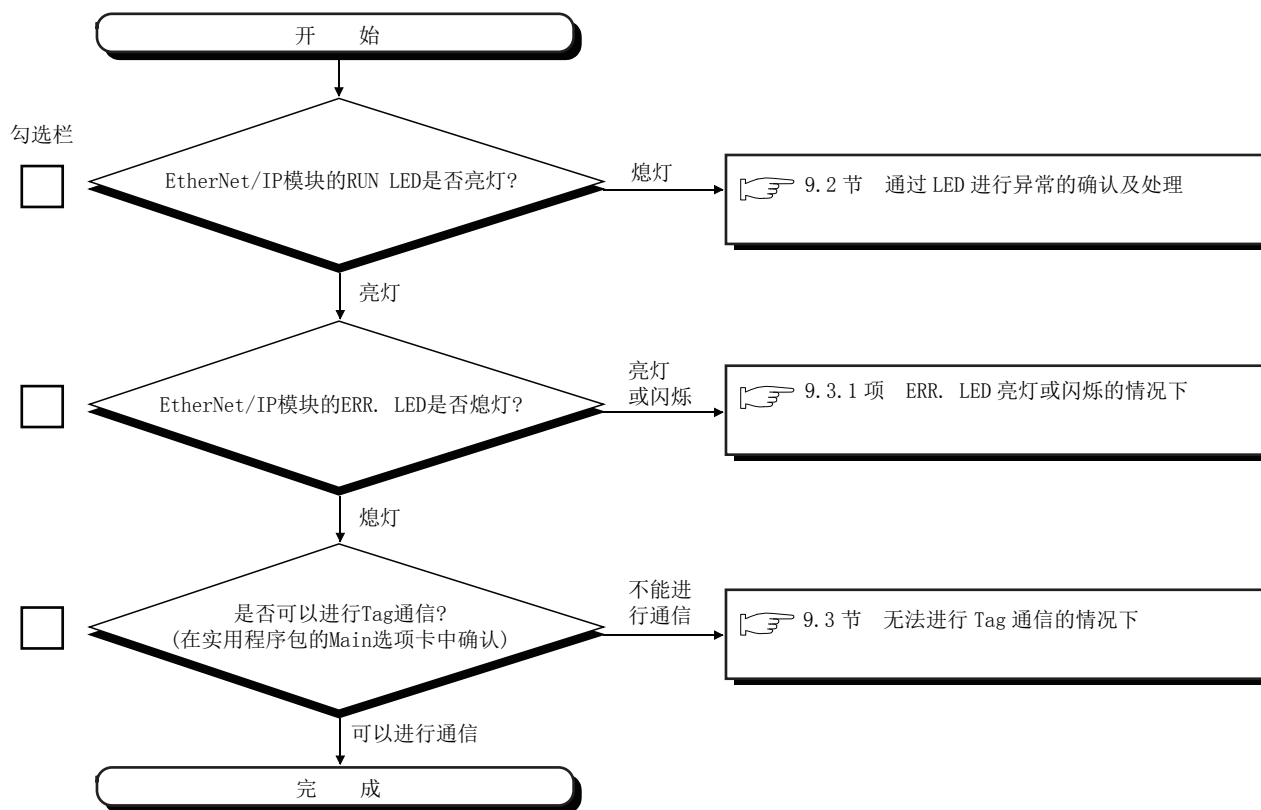 开 始
勾选栏
EtherNet/IP模块的RUN LED是否亮灯?
熄灯
9.2 节 通过 LED 进行异常的确认及处理
亮灯
EtherNet/IP模块的ERR. LED是否熄灯?
亮灯
或闪烁
9.3.1 项 ERR. LED 亮灯或闪烁的情况下
熄灯
是否可以进行Tag通信?
(在实用程序包的Main选项卡中确认)
不能进
行通信
9.3 节 无法进行 Tag 通信的情况下
可以进行通信
完 成